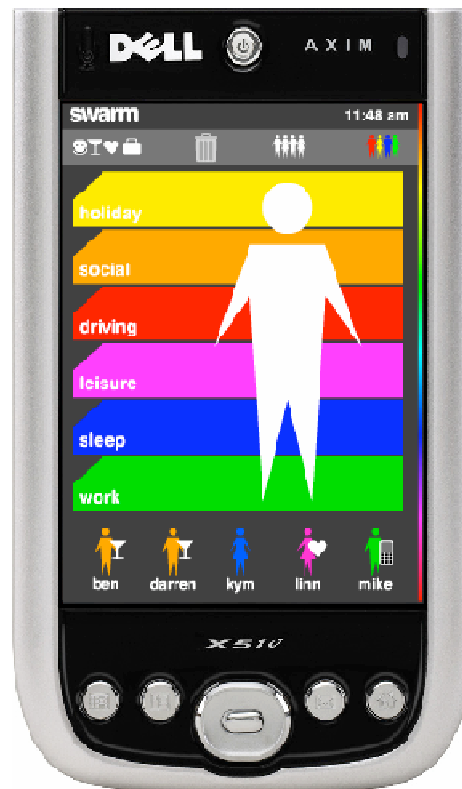 DELL AXIM
swarm 11:48 am
holiday
social
driving
leisure
sleep
work
ben darren kym linn mike
X51v